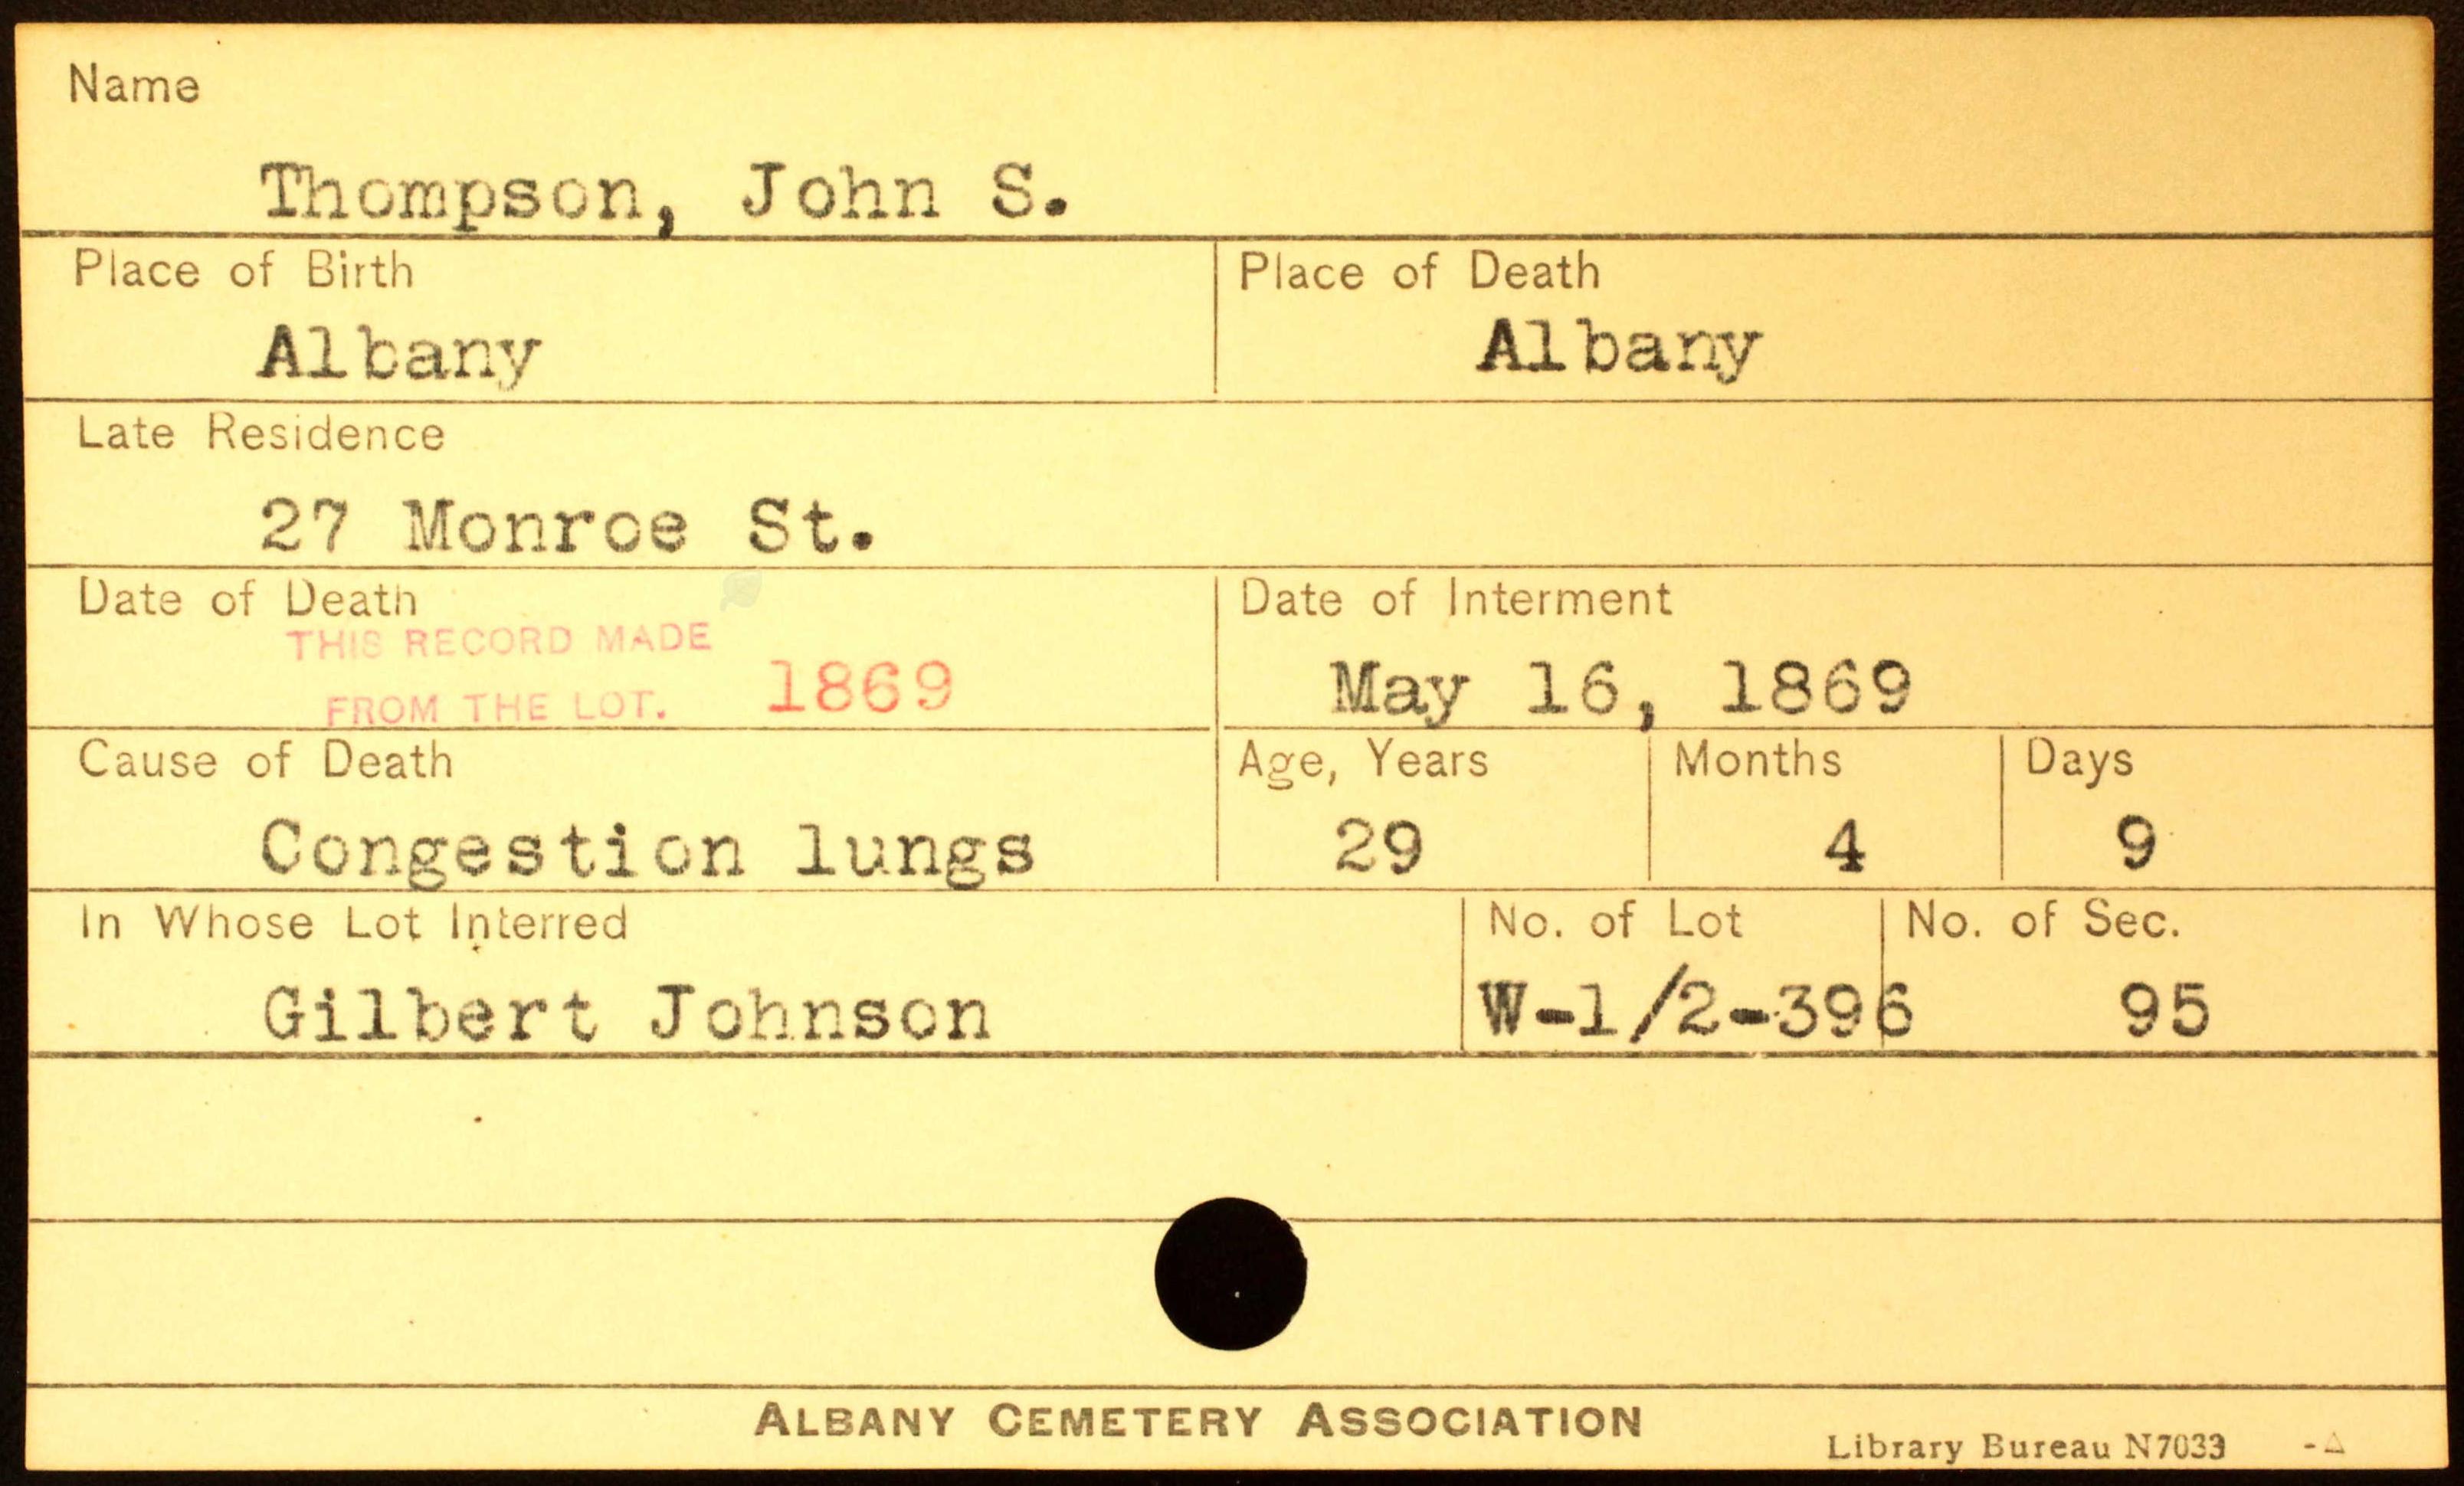 Name
Thompson, John S.
Place of Birth
Place of Death
Albany
Albany
Late Residence
27 Monroe St.
Date of Death
Date of Interment
THIS RECORD MADE
FROM THE LOT.
1869
May 16, 1869
Cause of Death
Age, Years
Months
Days
Congestion lungs
29
4
9
In Whose Lot Interred
No. of Lot
No. of Sec.
Gilbert Johnson
W-1/2-396
95
ALBANY CEMETERY ASSOCIATION
Library Bureau N7033